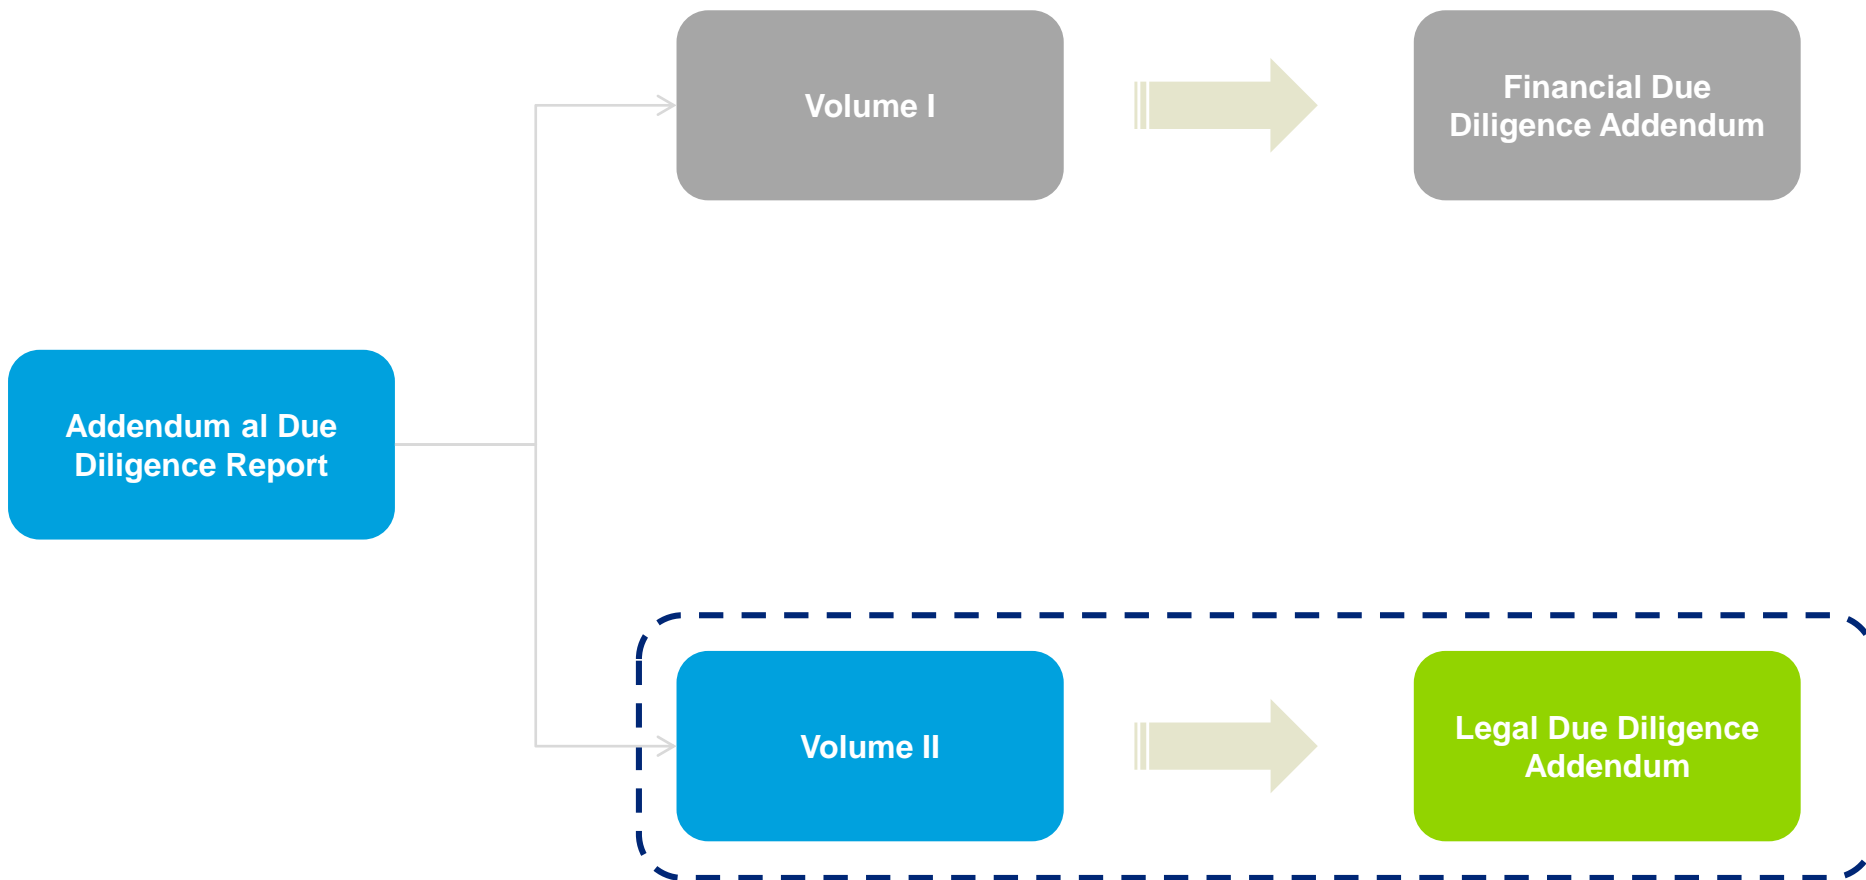 Volume I
Financial Due
Diligence Addendum
Addendum al Due
Diligence Report
Volume II
Legal Due Diligence
Addendum